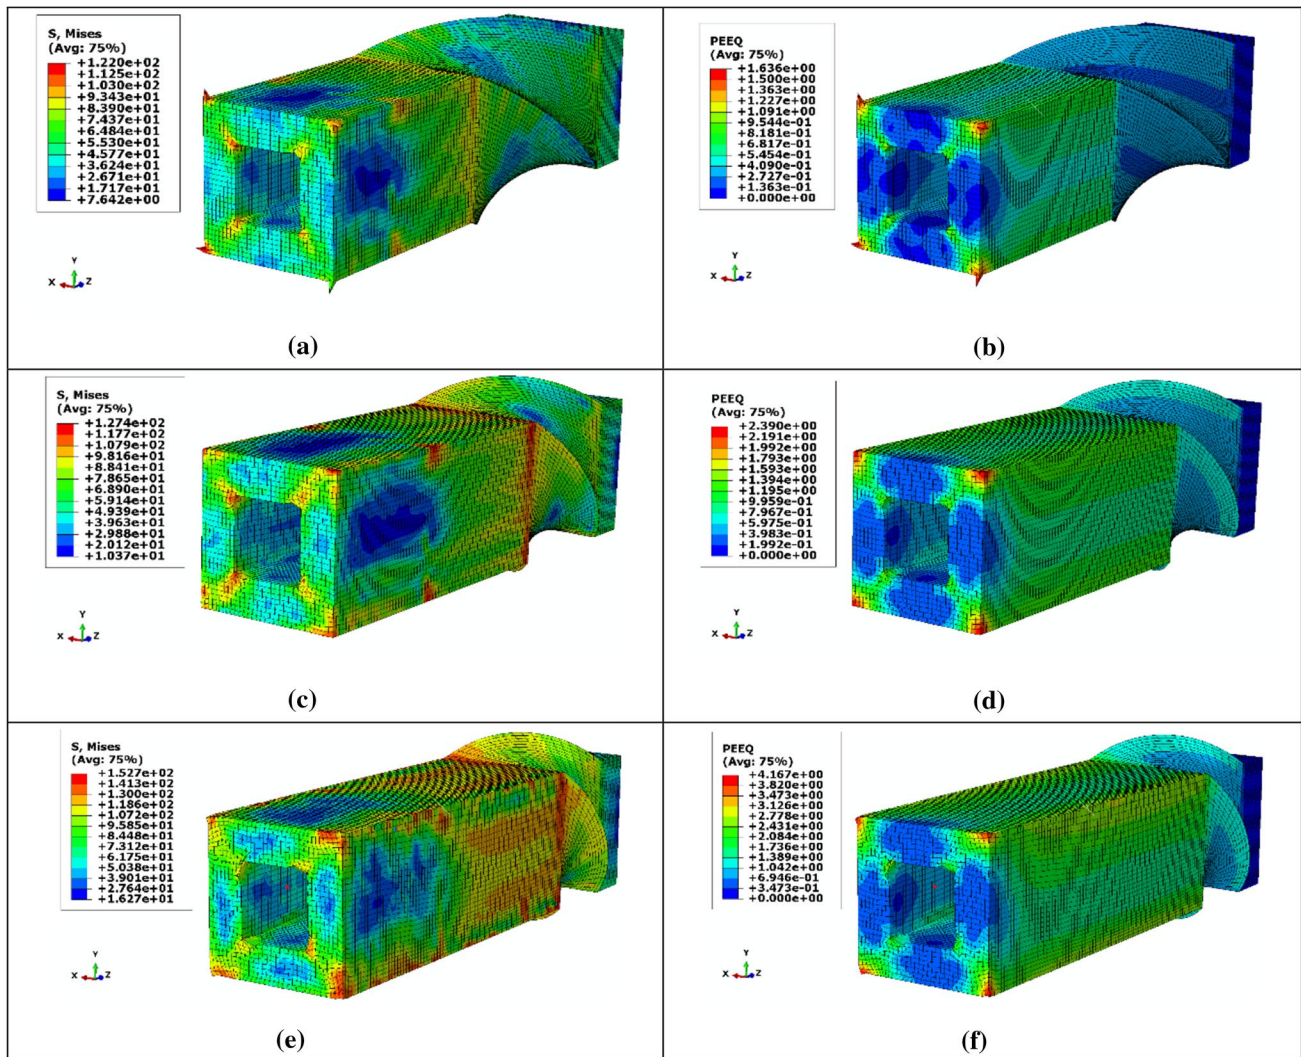 S, Mises
(Avg: 75%)
+1.220e+02
+1.125e+02
+1.030e+02
+9.343e+01
+8.390e+01
+7.437e+01
+6.484e+01
+5.530e+01
+4.577e+01
+3.624e+01
+2.671e+01
+1.717e+01
+7.642e+00
Y
X Z
(a)
PEEQ
(Avg: 75%)
+1.636e+00
+1.500e+00
+1.363e+00
+1.227e+00
+1.091e+00
+9.544e-01
+8.181e-01
+6.817e-01
+5.454e-01
+4.090e-01
+2.727e-01
+1.363e-01
+0.000e+00
Y
X Z
(b)
S, Mises
(Avg: 75%)
+1.274e+02
+1.177e+02
+1.079e+02
+9.816e+01
+8.841e+01
+7.865e+01
+6.890e+01
+5.914e+01
+4.939e+01
+3.963e+01
+2.988e+01
+2.012e+01
+1.037e+01
Y
X Z
(c)
PEEQ
(Avg: 75%)
+2.390e+00
+2.191e+00
+1.992e+00
+1.793e+00
+1.593e+00
+1.394e+00
+1.195e+00
+9.959e-01
+7.967e-01
+5.975e-01
+3.983e-01
+1.992e-01
+0.000e+00
Y
X Z
(d)
S, Mises
(Avg: 75%)
+1.527e+02
+1.413e+02
+1.300e+02
+1.186e+02
+1.072e+02
+9.585e+01
+8.448e+01
+7.312e+01
+6.175e+01
+5.038e+01
+3.901e+01
+2.764e+01
+1.627e+01
Y
X Z
(e)
PEEQ
(Avg: 75%)
+4.167e+00
+3.820e+00
+3.473e+00
+3.126e+00
+2.778e+00
+2.431e+00
+2.084e+00
+1.736e+00
+1.389e+00
+1.042e+00
+6.946e-01
+3.473e-01
+0.000e+00
Y
X Z
(f)